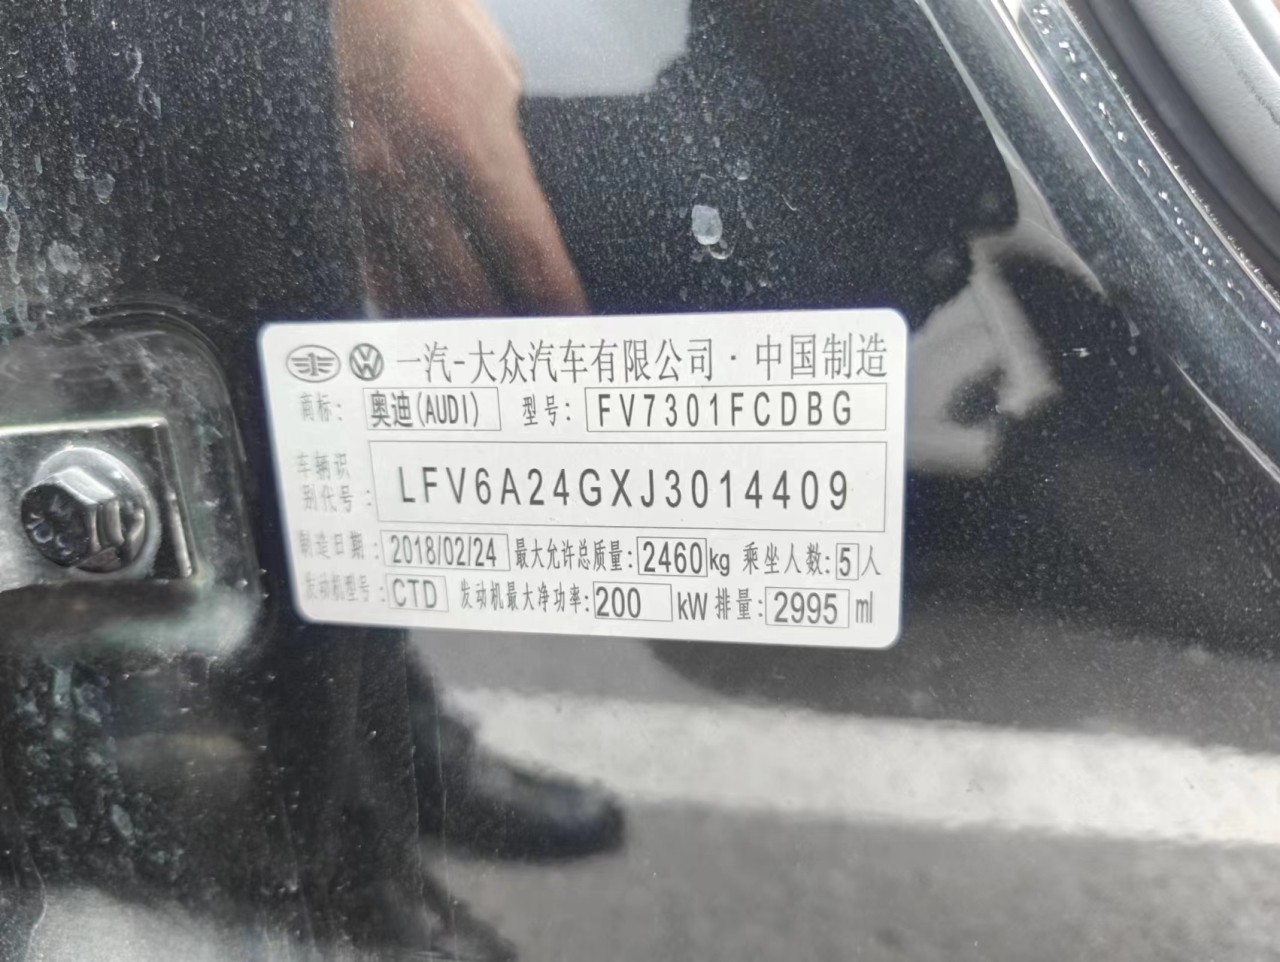 一汽-大众汽车有限公司·中国制造
商标: 奥迪(AUDI) 型号: FV7301FCDBG
车辆识别代号: LFV6A24GXJ3014409
制造日期: 2018/02/24 最大允许总质量: 2460kg 乘坐人数: 5人
发动机型号: CTD 发动机最大净功率: 200 kW 排量: 2995 ml